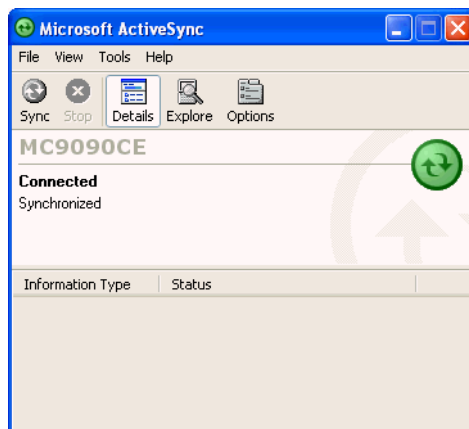 Microsoft ActiveSync
File View Tools Help
Sync Stop Details Explore Options
MC9090CE
Connected
Synchronized
Information Type Status